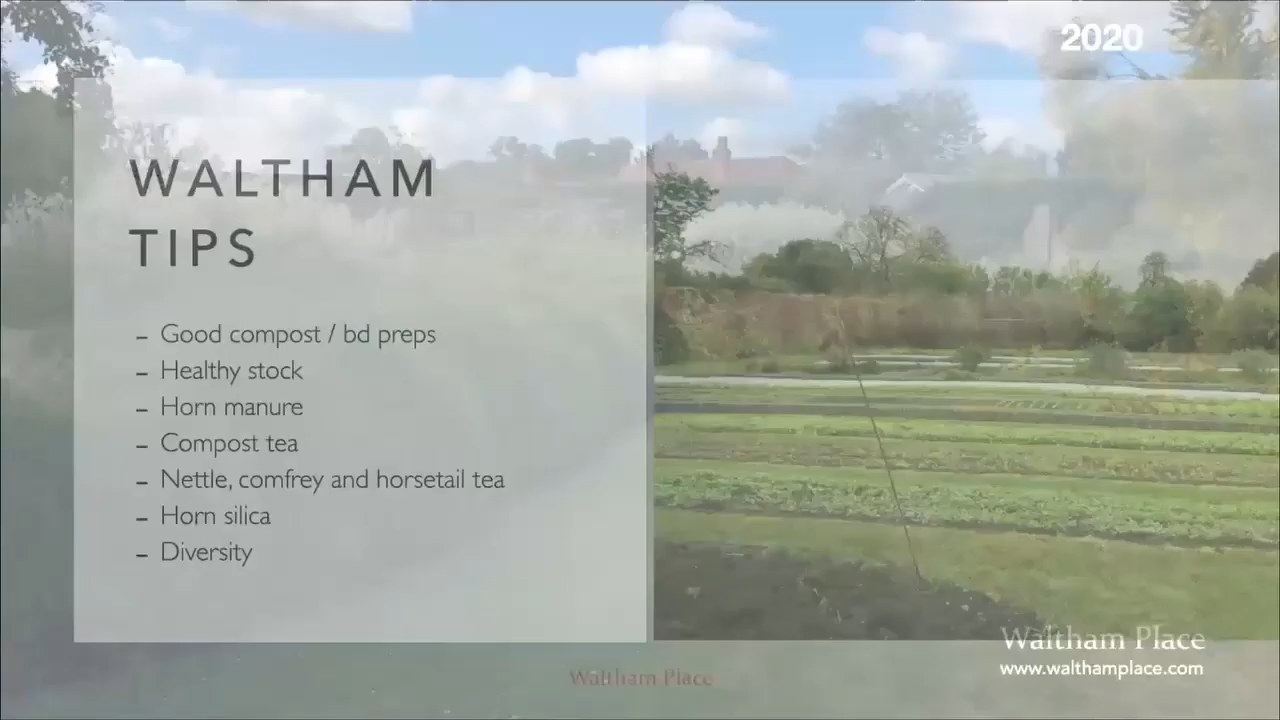 2020
WALTHAM
TIPS
– Good compost / bd preps
– Healthy stock
– Horn manure
– Compost tea
– Nettle, comfrey and horsetail tea
– Horn silica
– Diversity
Waltham Place
www.walthamplace.com
Waltham Place